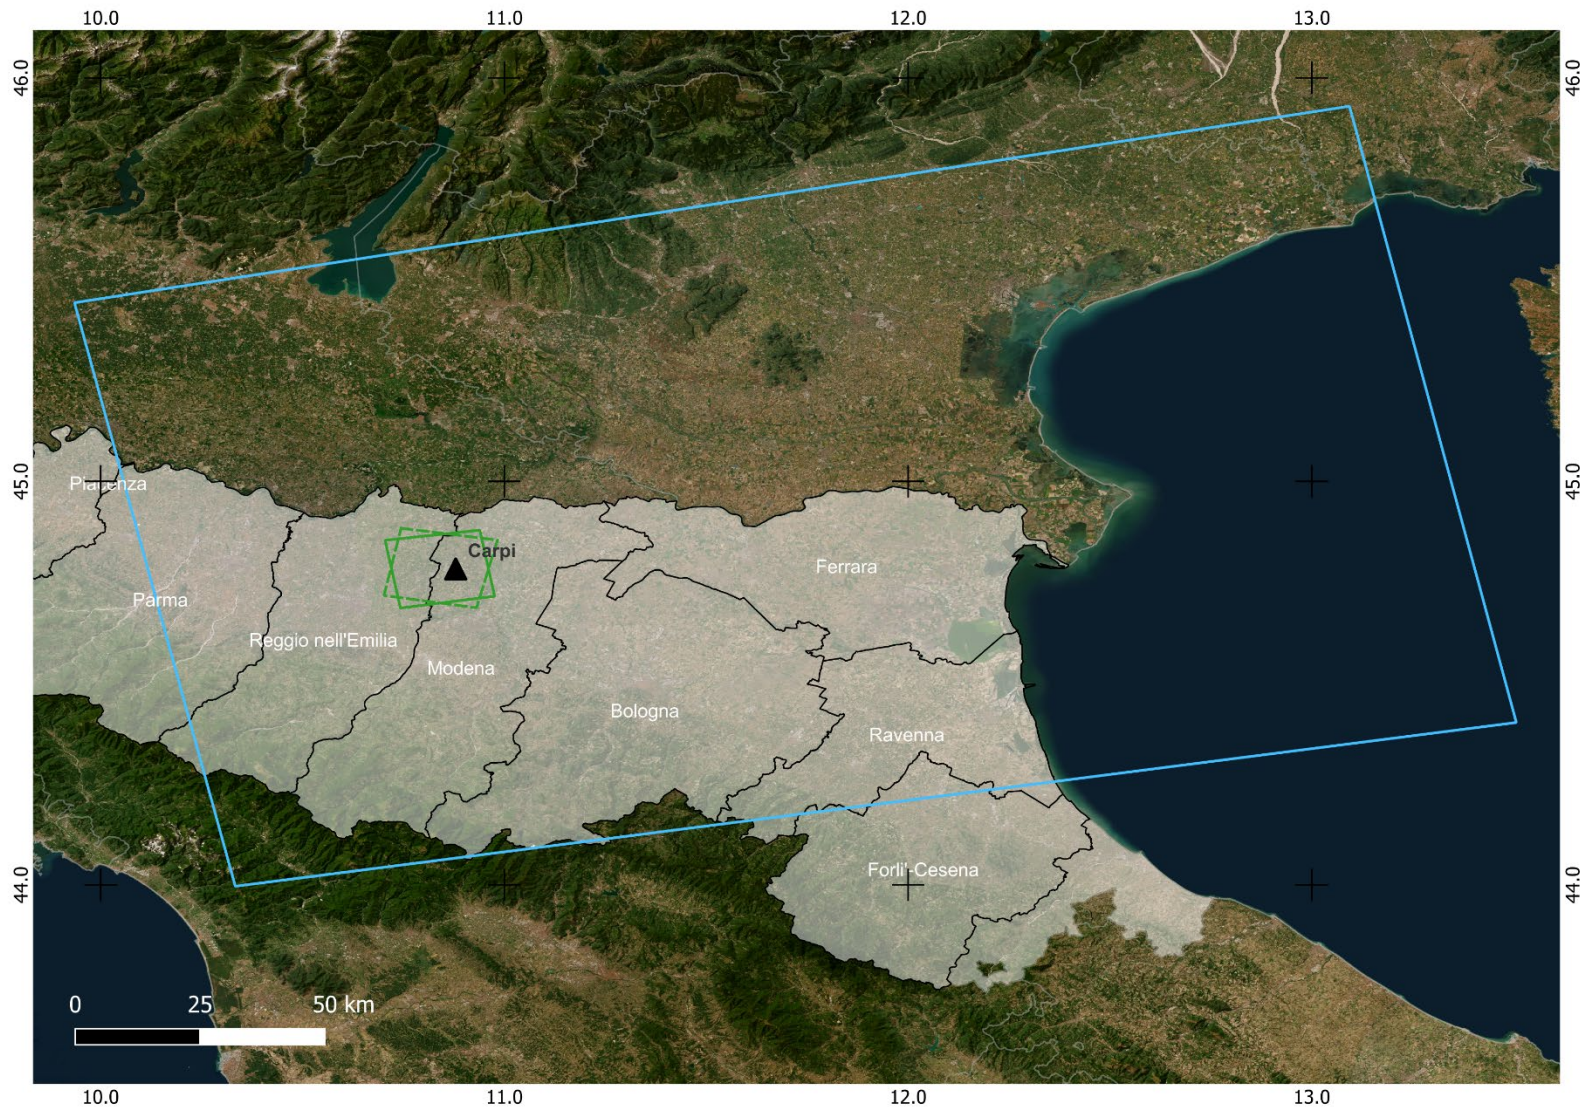 10.0 11.0 12.0 13.0
46.0 46.0
45.0 45.0
Piacenza
Carpi
Ferrara
Parma
Reggio nell'Emilia
Modena
Bologna
Ravenna
Forli'-Cesena
44.0 44.0
0 25 50 km
10.0 11.0 12.0 13.0